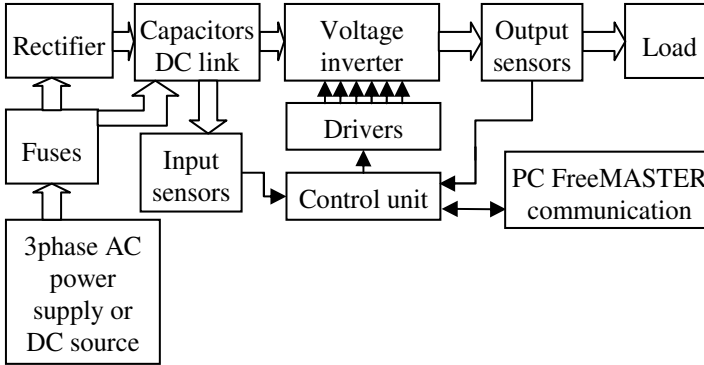 Rectifier
Capacitors
DC link
Voltage
inverter
Output
sensors
Load
Fuses
Input
sensors
Drivers
Control unit
PC FreeMASTER
communication
3phase AC
power
supply or
DC source